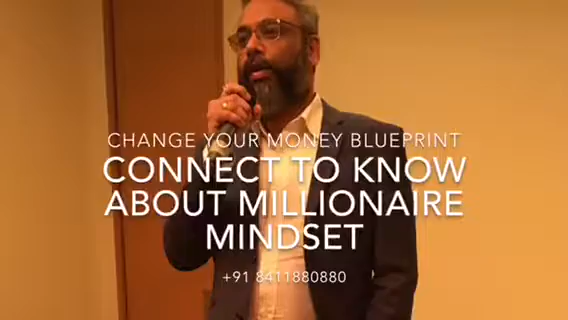 CHANGE YOUR MONEY BLUEPRINT
CONNECT TO KNOW
ABOUT MILLIONAIRE
MINDSET
+91 8411880880